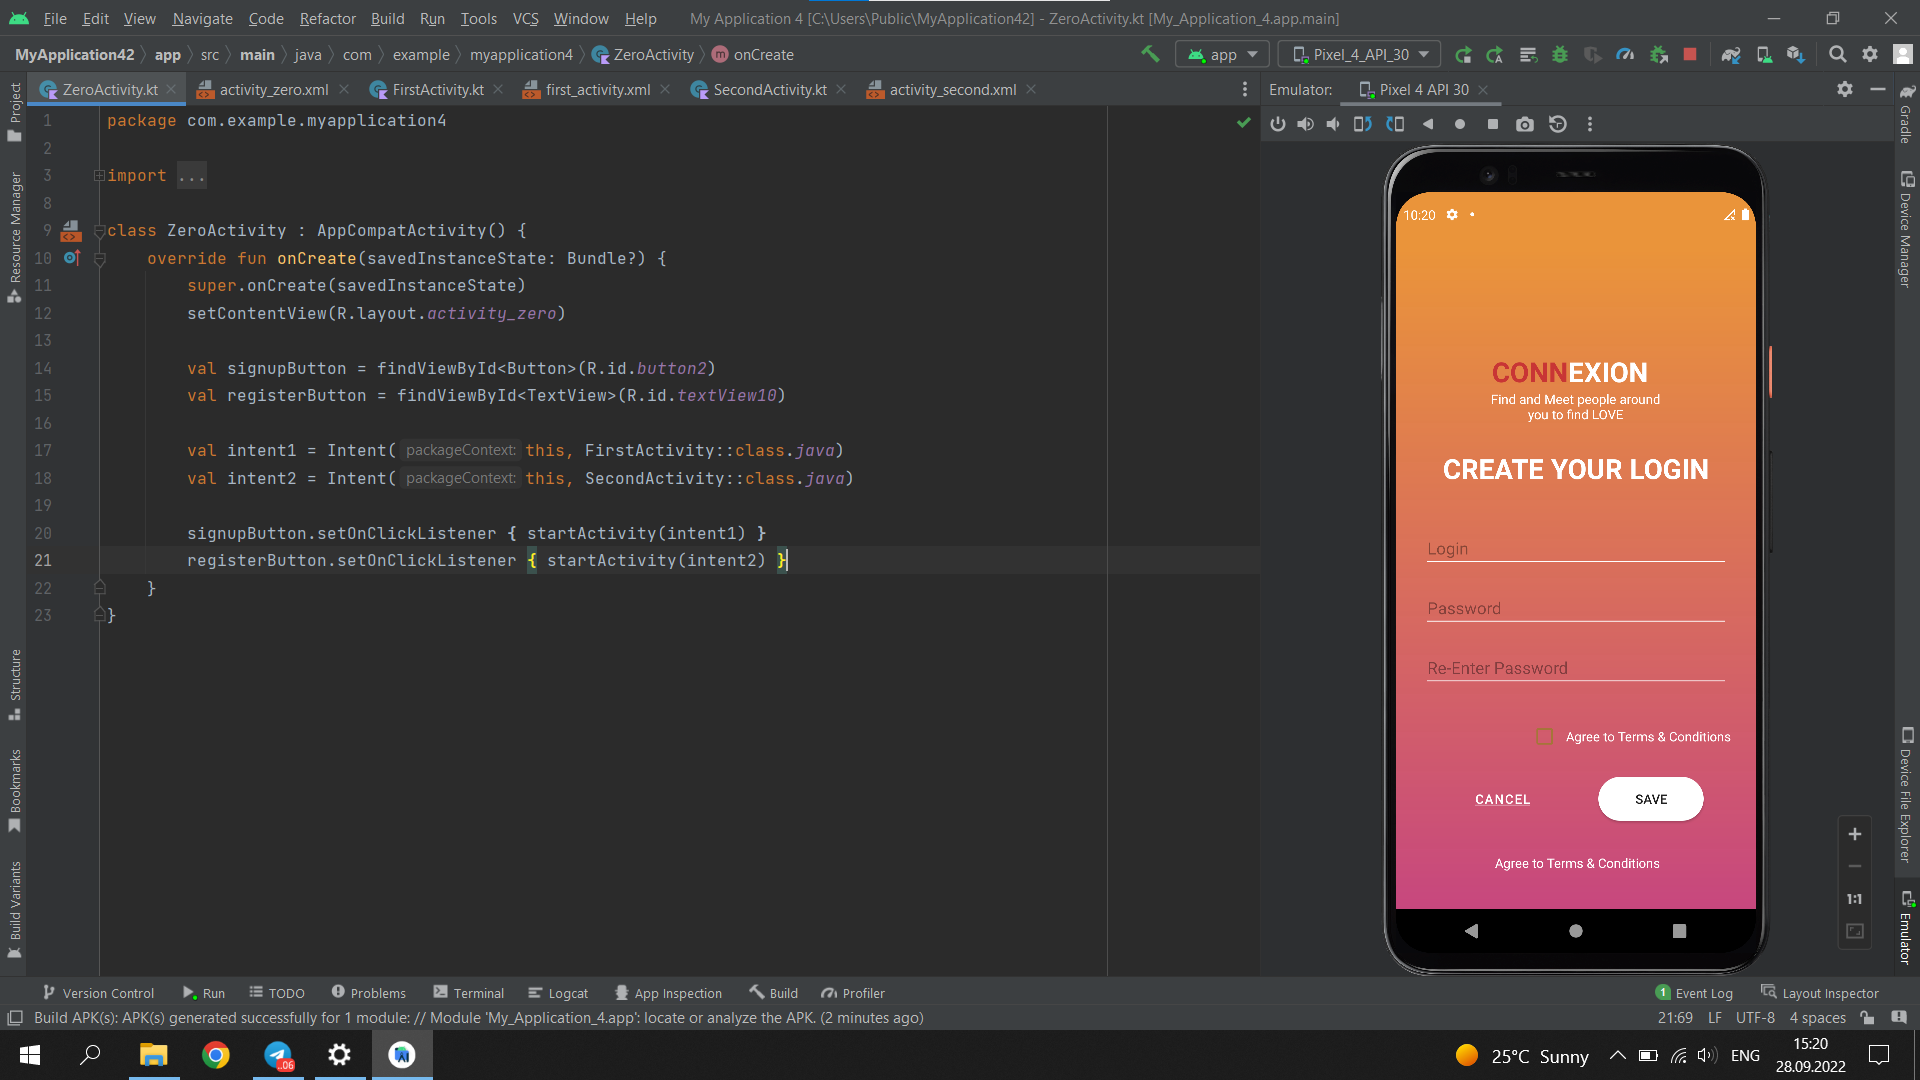 File Edit View Navigate Code Refactor Build Run Tools VCS Window Help My Application 4 [C:\Users\Public\MyApplication42] - ZeroActivity.kt [My_Application_4.app.main]
MyApplication42 app src main java com example myapplication4 ZeroActivity onCreate app Pixel_4_API_30
ZeroActivity.kt activity_zero.xml FirstActivity.kt first_activity.xml SecondActivity.kt activity_second.xml Emulator: Pixel 4 API 30
Project
Resource Manager
Structure
Bookmarks
Build Variants
1 package com.example.myapplication4
2
3 import ...
8
9 class ZeroActivity : AppCompatActivity() {
10 override fun onCreate(savedInstanceState: Bundle?) {
11 super.onCreate(savedInstanceState)
12 setContentView(R.layout.activity_zero)
13
14 val signupButton = findViewById<Button>(R.id.button2)
15 val registerButton = findViewById<TextView>(R.id.textView10)
16
17 val intent1 = Intent( packageContext: this, FirstActivity::class.java)
18 val intent2 = Intent( packageContext: this, SecondActivity::class.java)
19
20 signupButton.setOnClickListener { startActivity(intent1) }
21 registerButton.setOnClickListener { startActivity(intent2) }
22 }
23 }
10:20
CONNEXION
Find and Meet people around
you to find LOVE
CREATE YOUR LOGIN
Login
Password
Re-Enter Password
Agree to Terms & Conditions
CANCEL SAVE
Agree to Terms & Conditions
1:1
Gradle
Device Manager
Device File Explorer
Emulator
Version Control Run TODO Problems Terminal Logcat App Inspection Build Profiler 1 Event Log Layout Inspector
Build APK(s): APK(s) generated successfully for 1 module: // Module 'My_Application_4.app': locate or analyze the APK. (2 minutes ago) 21:69 LF UTF-8 4 spaces
..06 25°C Sunny ENG 15:20
28.09.2022